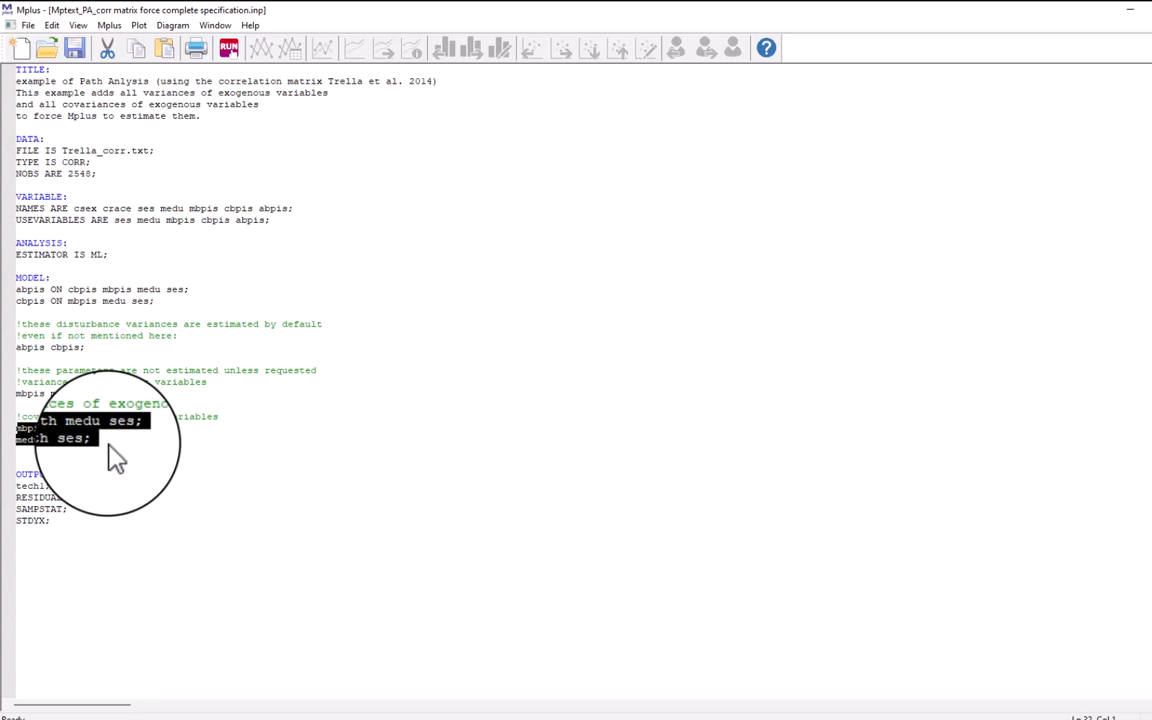 Mplus - [Mptext_PA_corr matrix force complete specification.inp]
File Edit View Mplus Plot Diagram Window Help
RUN
TITLE:
example of Path Anlysis (using the correlation matrix Trella et al. 2014)
This example adds all variances of exogenous variables
and all covariances of exogenous variables
to force Mplus to estimate them.
DATA:
FILE IS Trella_corr.txt;
TYPE IS CORR;
NOBS ARE 2548;
VARIABLE:
NAMES ARE csex crace ses medu mbpis cbpis abpis;
USEVARIABLES ARE ses medu mbpis cbpis abpis;
ANALYSIS:
ESTIMATOR IS ML;
MODEL:
abpis ON cbpis mbpis medu ses;
cbpis ON mbpis medu ses;
!these disturbance variances are estimated by default
!even if not mentioned here:
abpis cbpis;
!these parameters are not estimated unless requested
variables
mbpis
ces of exogeno
th medu ses;
h ses;
techl;
SAMPSTAT;
STDYX;
Ready